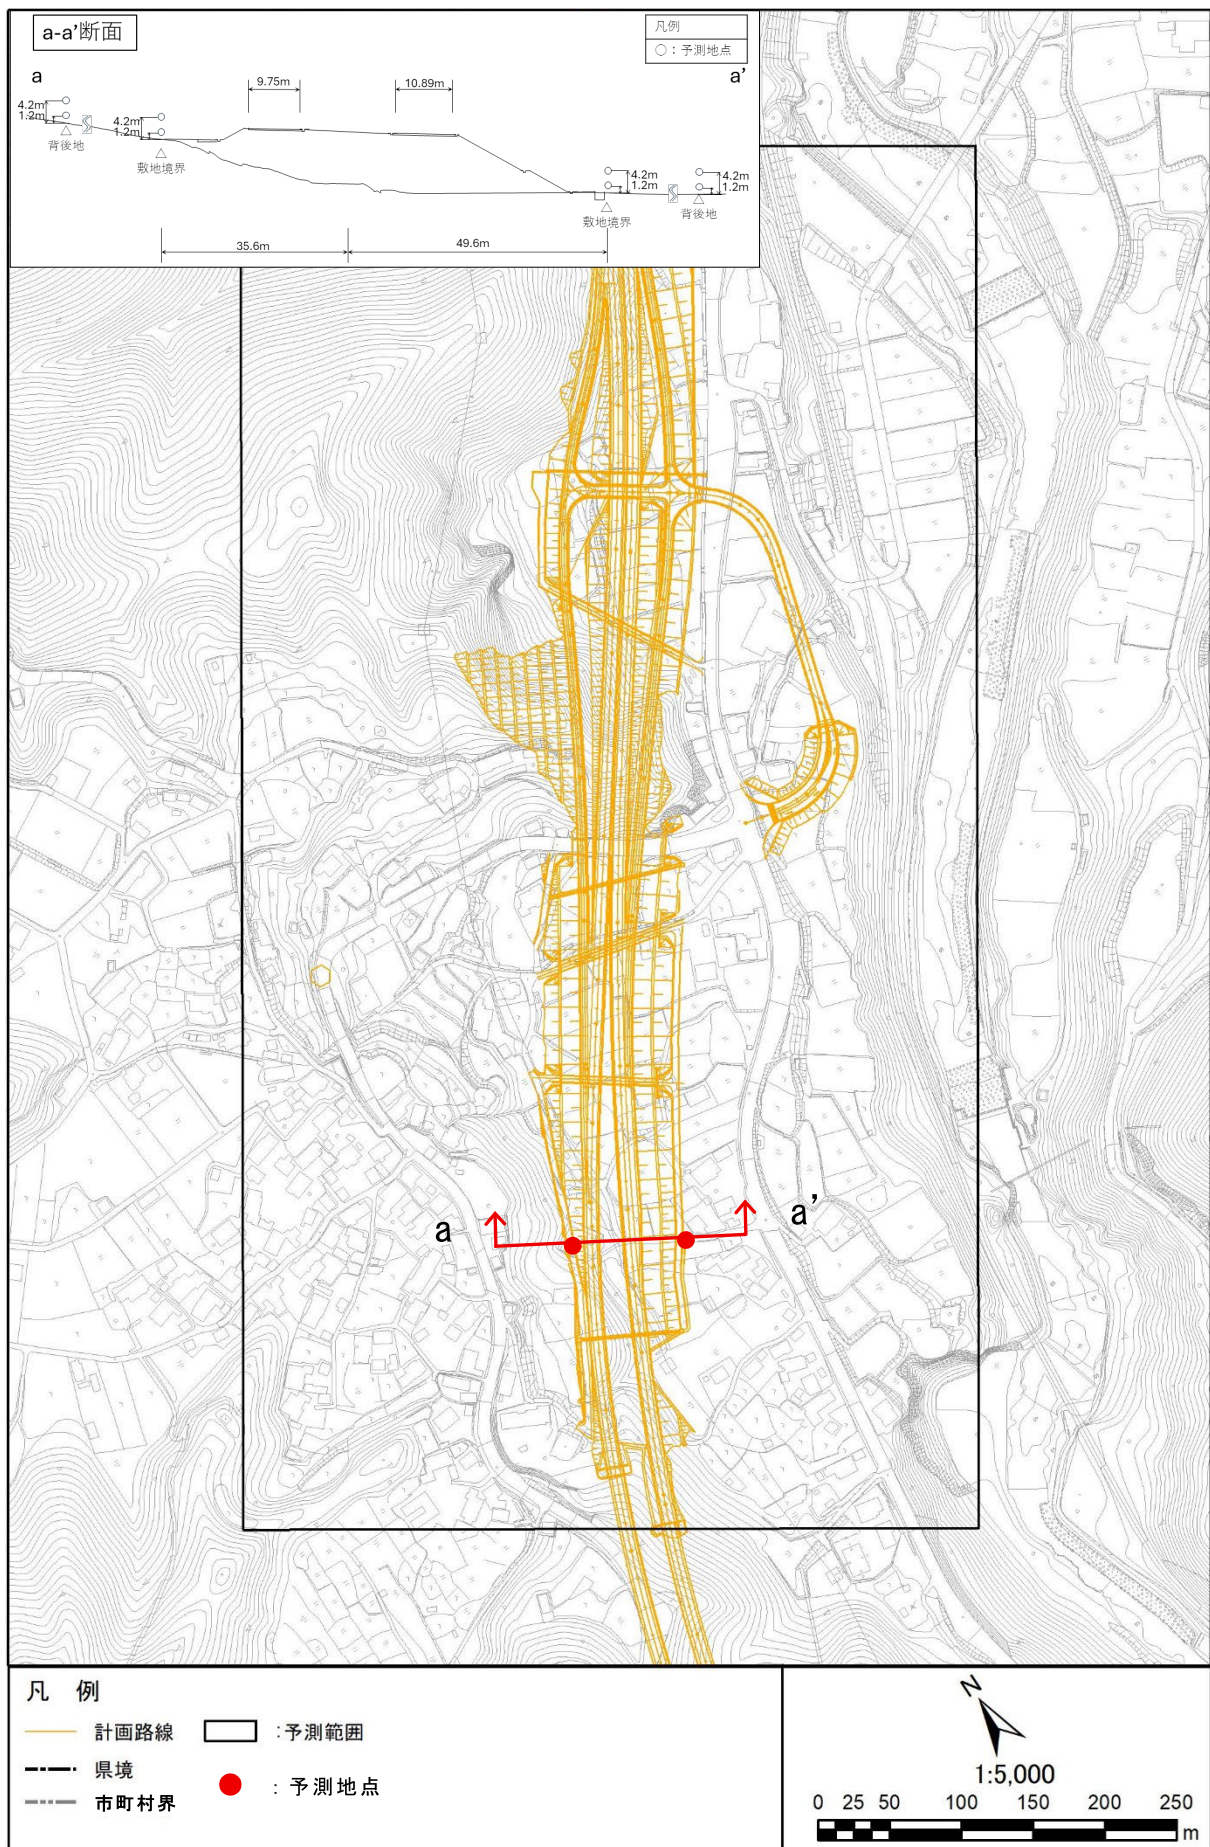 a-a’断面
凡例
○：予測地点
a
a’
9.75m
10.89m
4.2m
1.2m
背後地
4.2m
1.2m
敷地境界
4.2m
1.2m
敷地境界
4.2m
1.2m
背後地
35.6m
49.6m
a
a’
凡 例
計画路線
：予測範囲
県境
市町村界
：予測地点
N
1:5,000
0 25 50 100 150 200 250
m